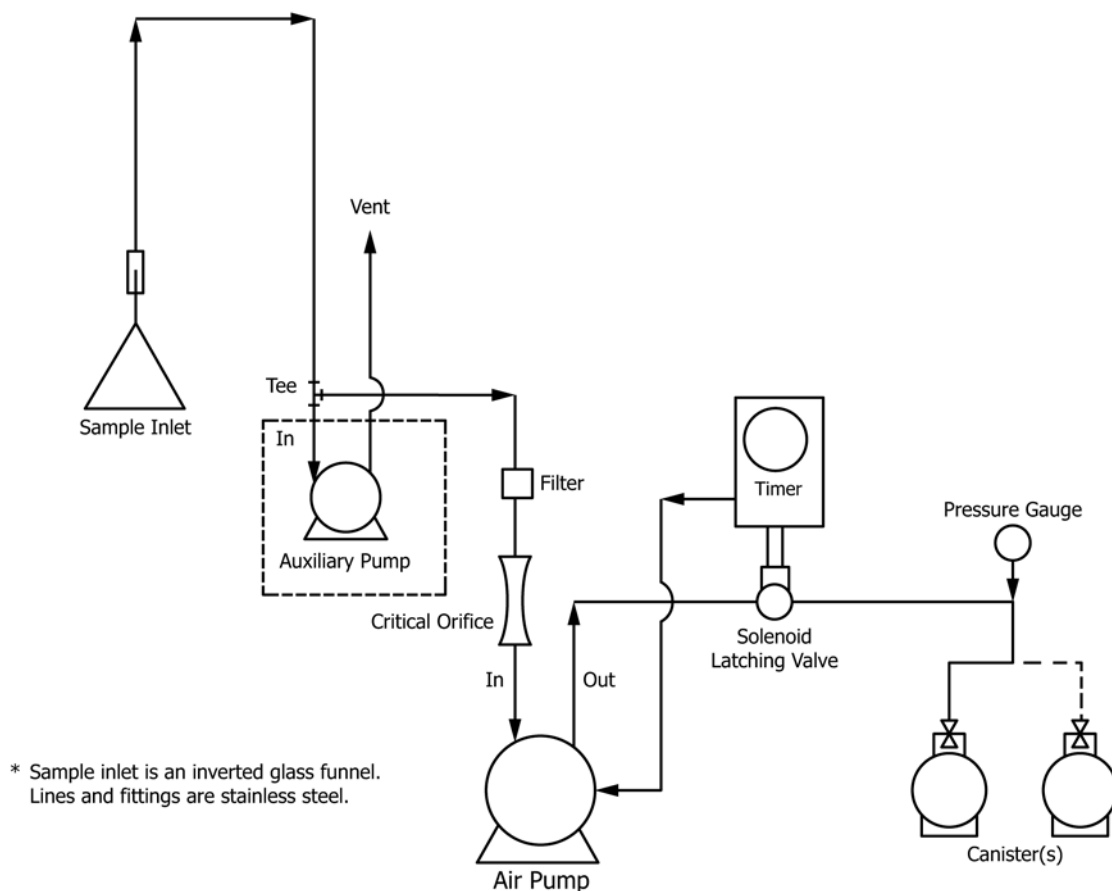 Vent
Tee
Sample Inlet
In
Auxiliary Pump
Filter
Timer
Pressure Gauge
Critical Orifice
Solenoid
Latching Valve
In
Out
* Sample inlet is an inverted glass funnel.
Lines and fittings are stainless steel.
Canister(s)
Air Pump